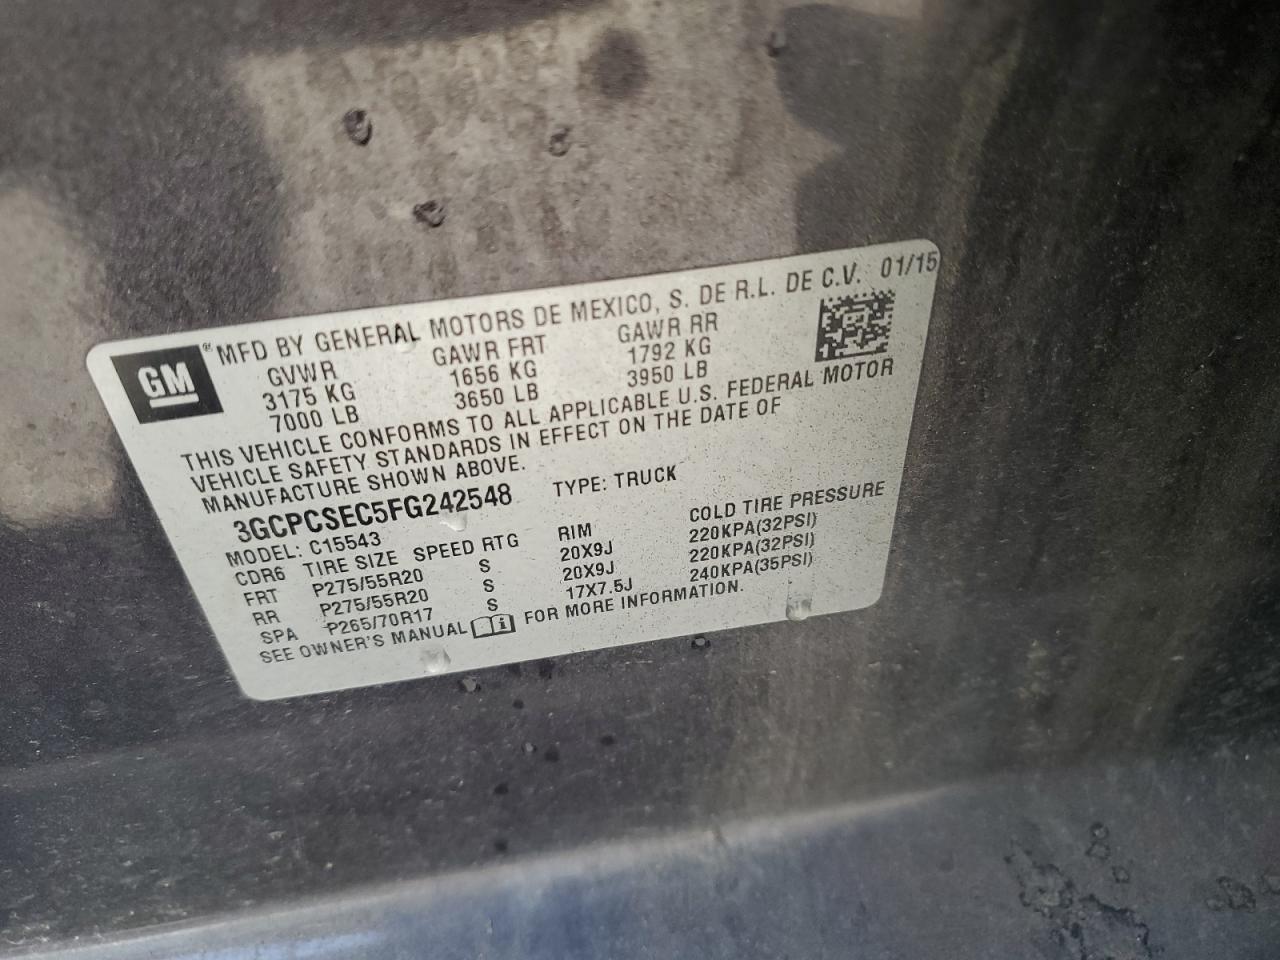 GM ® MFD BY GENERAL MOTORS DE MEXICO, S. DE R.L. DE C.V. 01/15
GVWR GAWR FRT GAWR RR
3175 KG 1656 KG 1792 KG
7000 LB 3650 LB 3950 LB
THIS VEHICLE CONFORMS TO ALL APPLICABLE U.S. FEDERAL MOTOR
VEHICLE SAFETY STANDARDS IN EFFECT ON THE DATE OF
MANUFACTURE SHOWN ABOVE.
3GCPCSEC5FG242548 TYPE: TRUCK
MODEL: C15543
CDR6 TIRE SIZE SPEED RTG RIM COLD TIRE PRESSURE
FRT P275/55R20 S 20X9J 220KPA(32PSI)
RR P275/55R20 S 20X9J 220KPA(32PSI)
SPA P265/70R17 S 17X7.5J 240KPA(35PSI)
SEE OWNER'S MANUAL i FOR MORE INFORMATION.